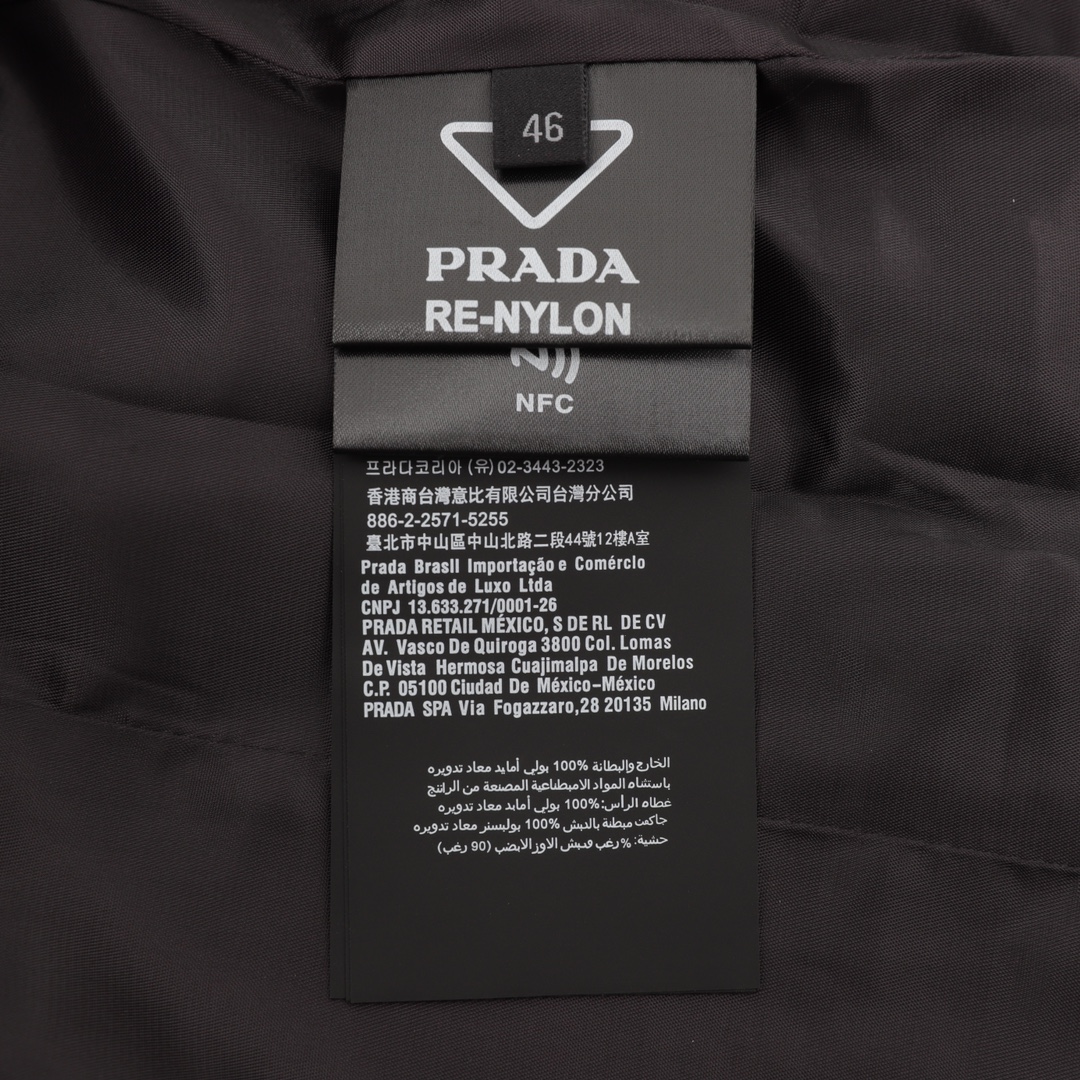 46
PRADA
RE-NYLON
NFC
프라다코리아 (유) 02-3443-2323
香港商台灣意比有限公司台灣分公司
886-2-2571-5255
臺北市中山區中山北路二段44號12樓A室
Prada Brasll Importação e Comérclo
de Artigos de Luxo Ltda
CNPJ 13.633.271/0001-26
PRADA RETAIL MÉXICO, S DE RL DE CV
AV. Vasco De Quiroga 3800 Col. Lomas
De Vista Hermosa Cuajimalpa De Morelos
C.P. 05100 Ciudad De México-México
PRADA SPA Via Fogazzaro,28 20135 Milano
الخارج والبطانة 100% بولي أمايد معاد تدويره
باستثناء المواد الاصطناعية المصنعة من الراتنج
غطاء الرأس: 100% بولي أمابد معاد تدويره
جاكت مبطنة بالديش 100% بوليستر معاد تدويره
حشية: % رغب وريش الاوز الابيض (90 رغب)